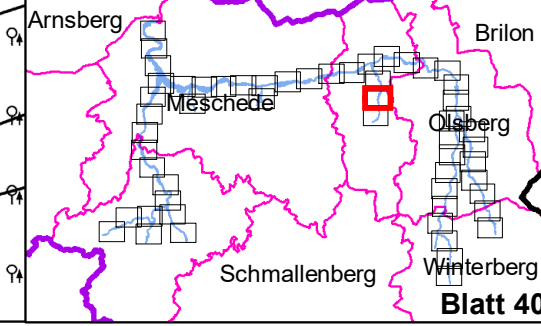 Arnsberg
Brilon
Meschede
Olsberg
Schmallenberg
Winterberg
Blatt 40